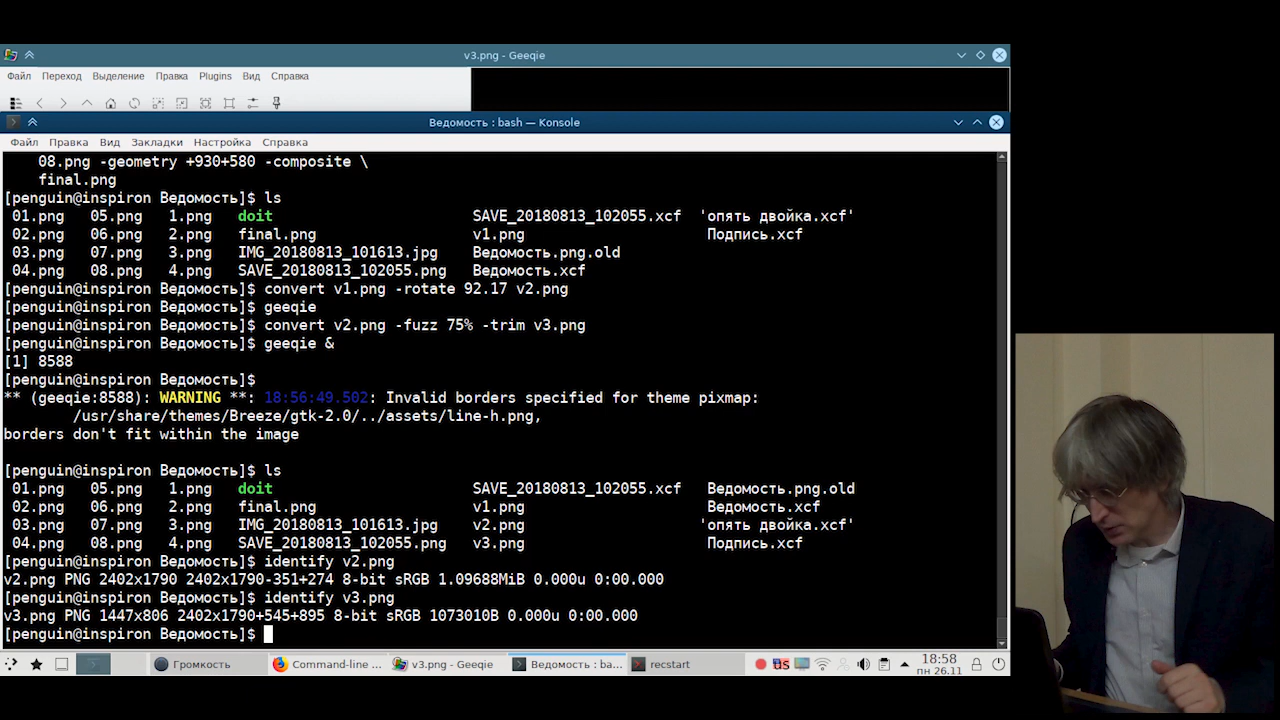 v3.png - Geeqie
Файл Переход Выделение Правка Plugins Вид Справка
Ведомость : bash — Konsole
Файл Правка Вид Закладки Настройка Справка
08.png -geometry +930+580 -composite \
final.png
[penguin@inspiron Ведомость]$ ls
01.png 05.png 1.png doit SAVE_20180813_102055.xcf 'опять двойка.xcf'
02.png 06.png 2.png final.png v1.png Подпись.xcf
03.png 07.png 3.png IMG_20180813_101613.jpg Ведомость.png.old
04.png 08.png 4.png SAVE_20180813_102055.png Ведомость.xcf
[penguin@inspiron Ведомость]$ convert v1.png -rotate 92.17 v2.png
[penguin@inspiron Ведомость]$ geeqie
[penguin@inspiron Ведомость]$ convert v2.png -fuzz 75% -trim v3.png
[penguin@inspiron Ведомость]$ geeqie &
[1] 8588
[penguin@inspiron Ведомость]$
** (geeqie:8588): WARNING **: 18:56:49.502: Invalid borders specified for theme pixmap:
/usr/share/themes/Breeze/gtk-2.0/../assets/line-h.png,
borders don't fit within the image
[penguin@inspiron Ведомость]$ ls
01.png 05.png 1.png doit SAVE_20180813_102055.xcf Ведомость.png.old
02.png 06.png 2.png final.png v1.png Ведомость.xcf
03.png 07.png 3.png IMG_20180813_101613.jpg v2.png 'опять двойка.xcf'
04.png 08.png 4.png SAVE_20180813_102055.png v3.png Подпись.xcf
[penguin@inspiron Ведомость]$ identify v2.png
v2.png PNG 2402x1790 2402x1790-351+274 8-bit sRGB 1.09688MiB 0.000u 0:00.000
[penguin@inspiron Ведомость]$ identify v3.png
v3.png PNG 1447x806 2402x1790+545+895 8-bit sRGB 1073010B 0.000u 0:00.000
[penguin@inspiron Ведомость]$
Громкость Command-line ... v3.png - Geeqie Ведомость : ba... recstart us 18:58
пн 26.11